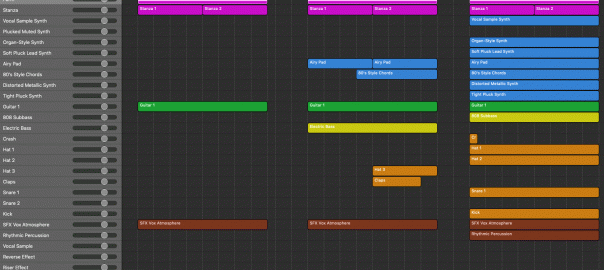 Stanza
Stanza 1
Stanza 2
Stanza 1
Stanza 2
Stanza 1
Stanza 2
Vocal Sample Synth
Vocal Sample Synth
Plucked Muted Synth
Organ-Style Synth
Organ-Style Synth
Soft Pluck Lead Synth
Soft Pluck Lead Synth
Airy Pad
Airy Pad
Airy Pad
Airy Pad
80's Style Chords
80's Style Chords
80's Style Chords
Distorted Metallic Synth
Distorted Metallic Synth
Tight Pluck Synth
Tight Pluck Synth
Guitar 1
Guitar 1
Guitar 1
Guitar 1
808 Subbass
808 Subbass
Electric Bass
Electric Bass
Crash
Hat 1
Hat 1
Hat 2
Hat 2
Hat 3
Hat 3
Claps
Claps
Snare 1
Snare 1
Snare 2
Kick
Kick
SFX Vox Atmosphere
SFX Vox Atmosphere
SFX Vox Atmosphere
SFX Vox Atmosphere
Rhythmic Percussion
Rhythmic Percussion
Vocal Sample
Reverse Effect
Riser Effect